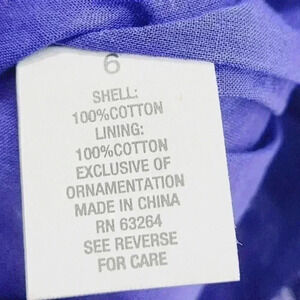 6
SHELL:
100%COTTON
LINING:
100%COTTON
EXCLUSIVE OF
ORNAMENTATION
MADE IN CHINA
RN 63264
SEE REVERSE
FOR CARE